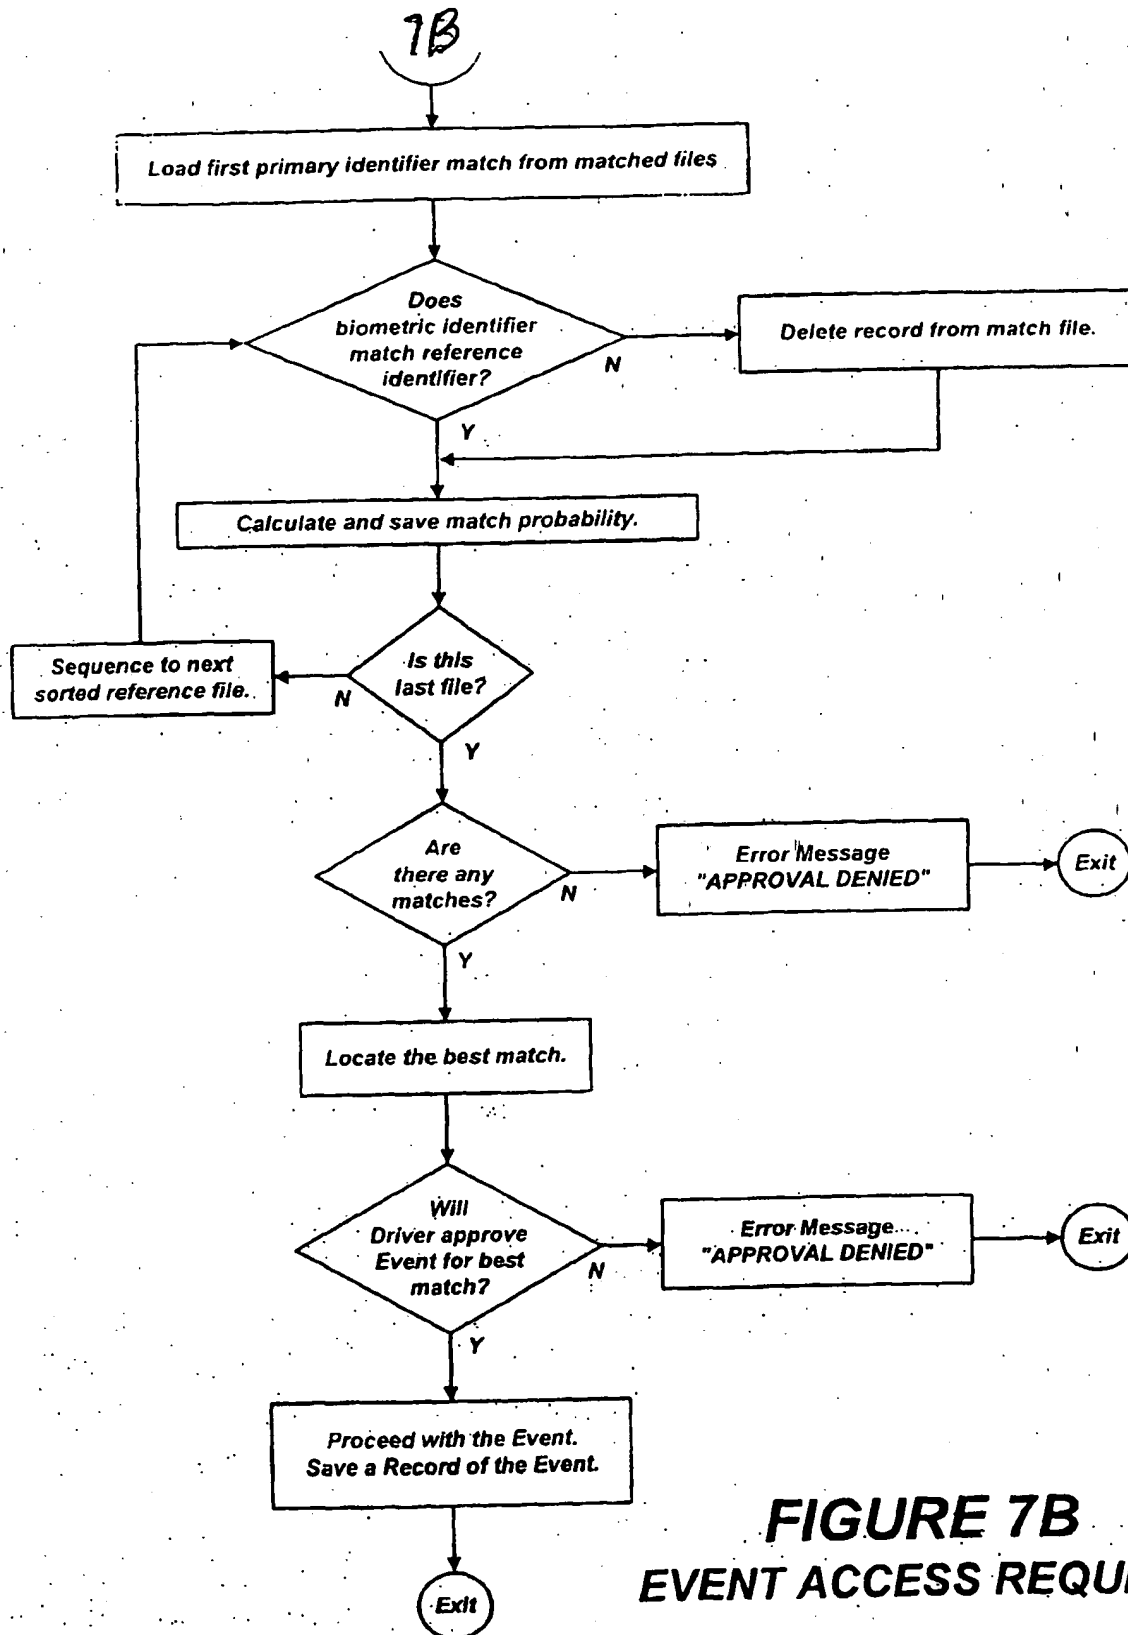 7B
Load first primary identifier match from matched files
Does
biometric identifier
match reference
identifier?
N
Delete record from match file.
Y
Calculate and save match probability.
Is this
last file?
N
Sequence to next
sorted reference file.
Y
Are
there any
matches?
N
Error Message
"APPROVAL DENIED"
Exit
Y
Locate the best match.
Will
Driver approve
Event for best
match?
N
Error Message
"APPROVAL DENIED"
Exit
Y
Proceed with the Event.
Save a Record of the Event.
Exit
FIGURE 7B
EVENT ACCESS